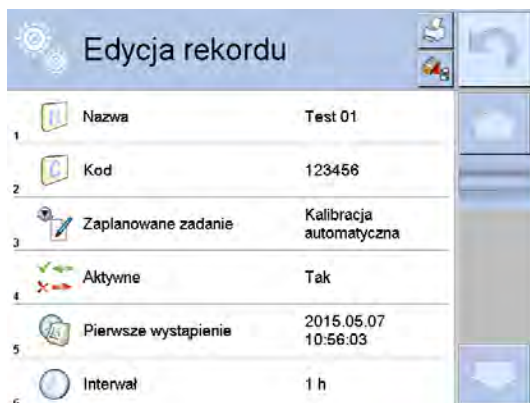 Edycja rekordu
1 Nazwa Test 01
2 Kod 123456
3 Zaplanowane zadanie Kalibracja
automatyczna
4 Aktywne Tak
5 Pierwsze wystąpienie 2015.05.07
10:56:03
6 Interwał 1 h